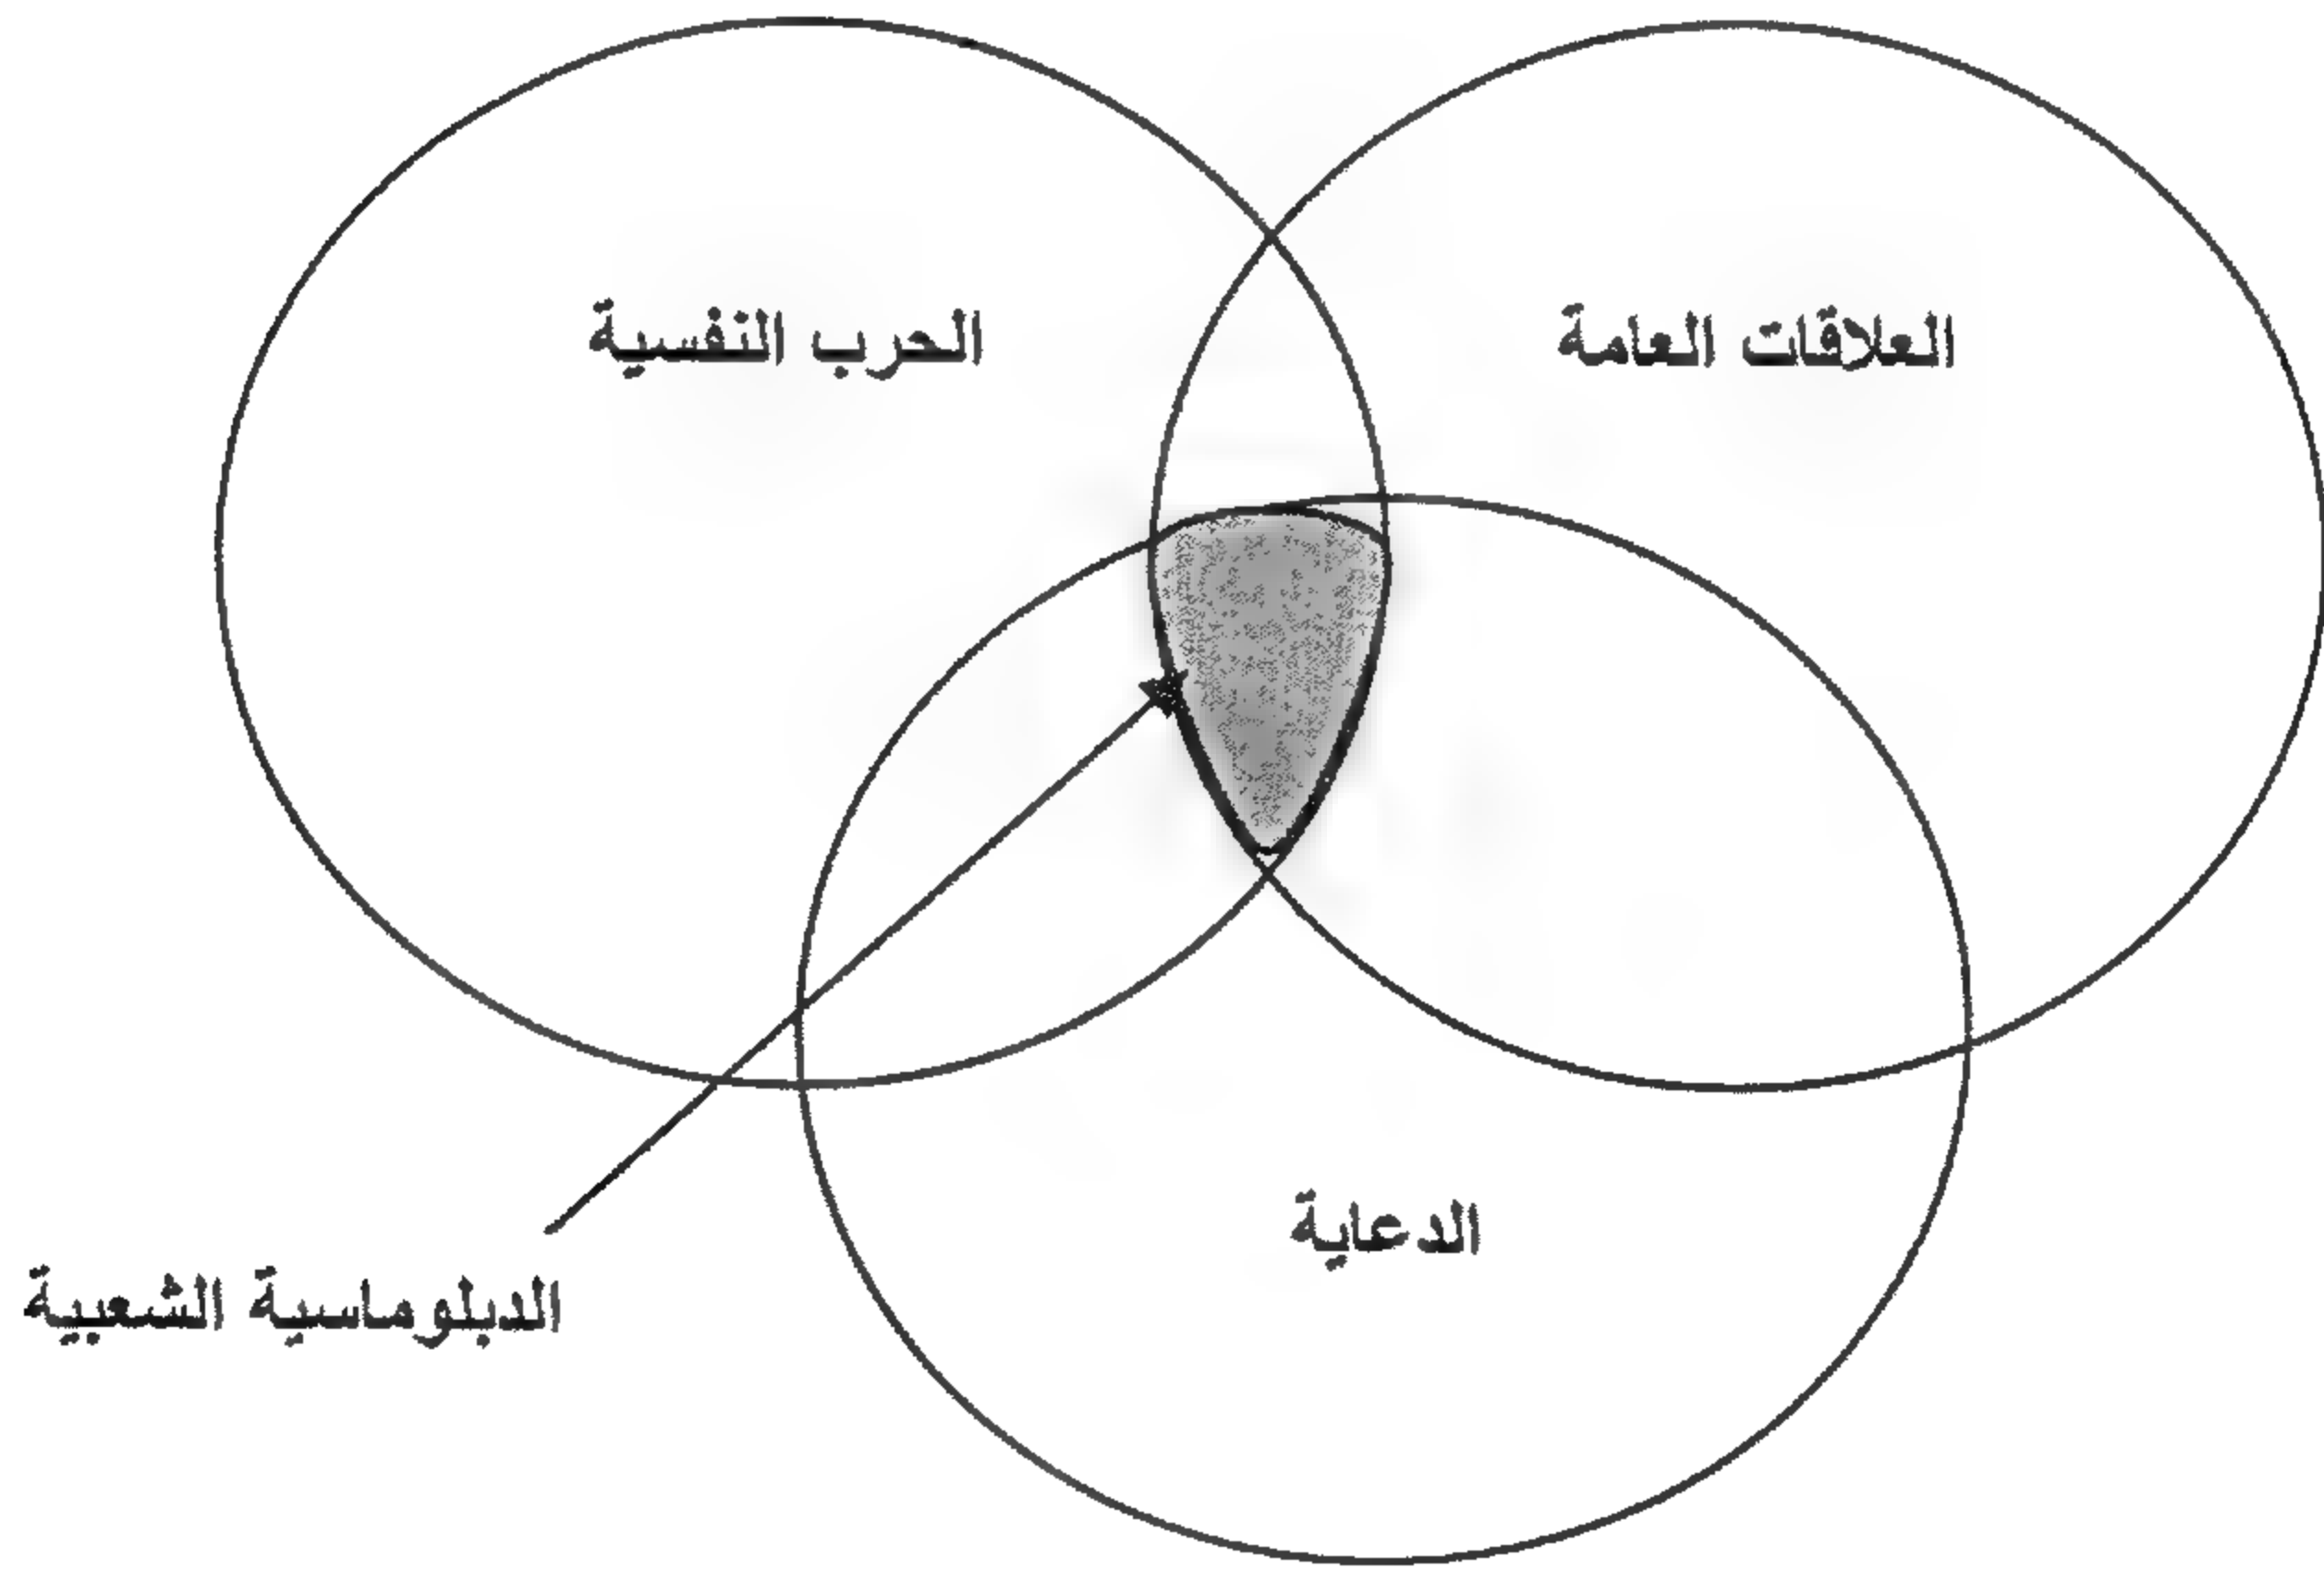 العلاقات العامة
الحرب النفسية
الدعاية
الدبلوماسية الشعبية